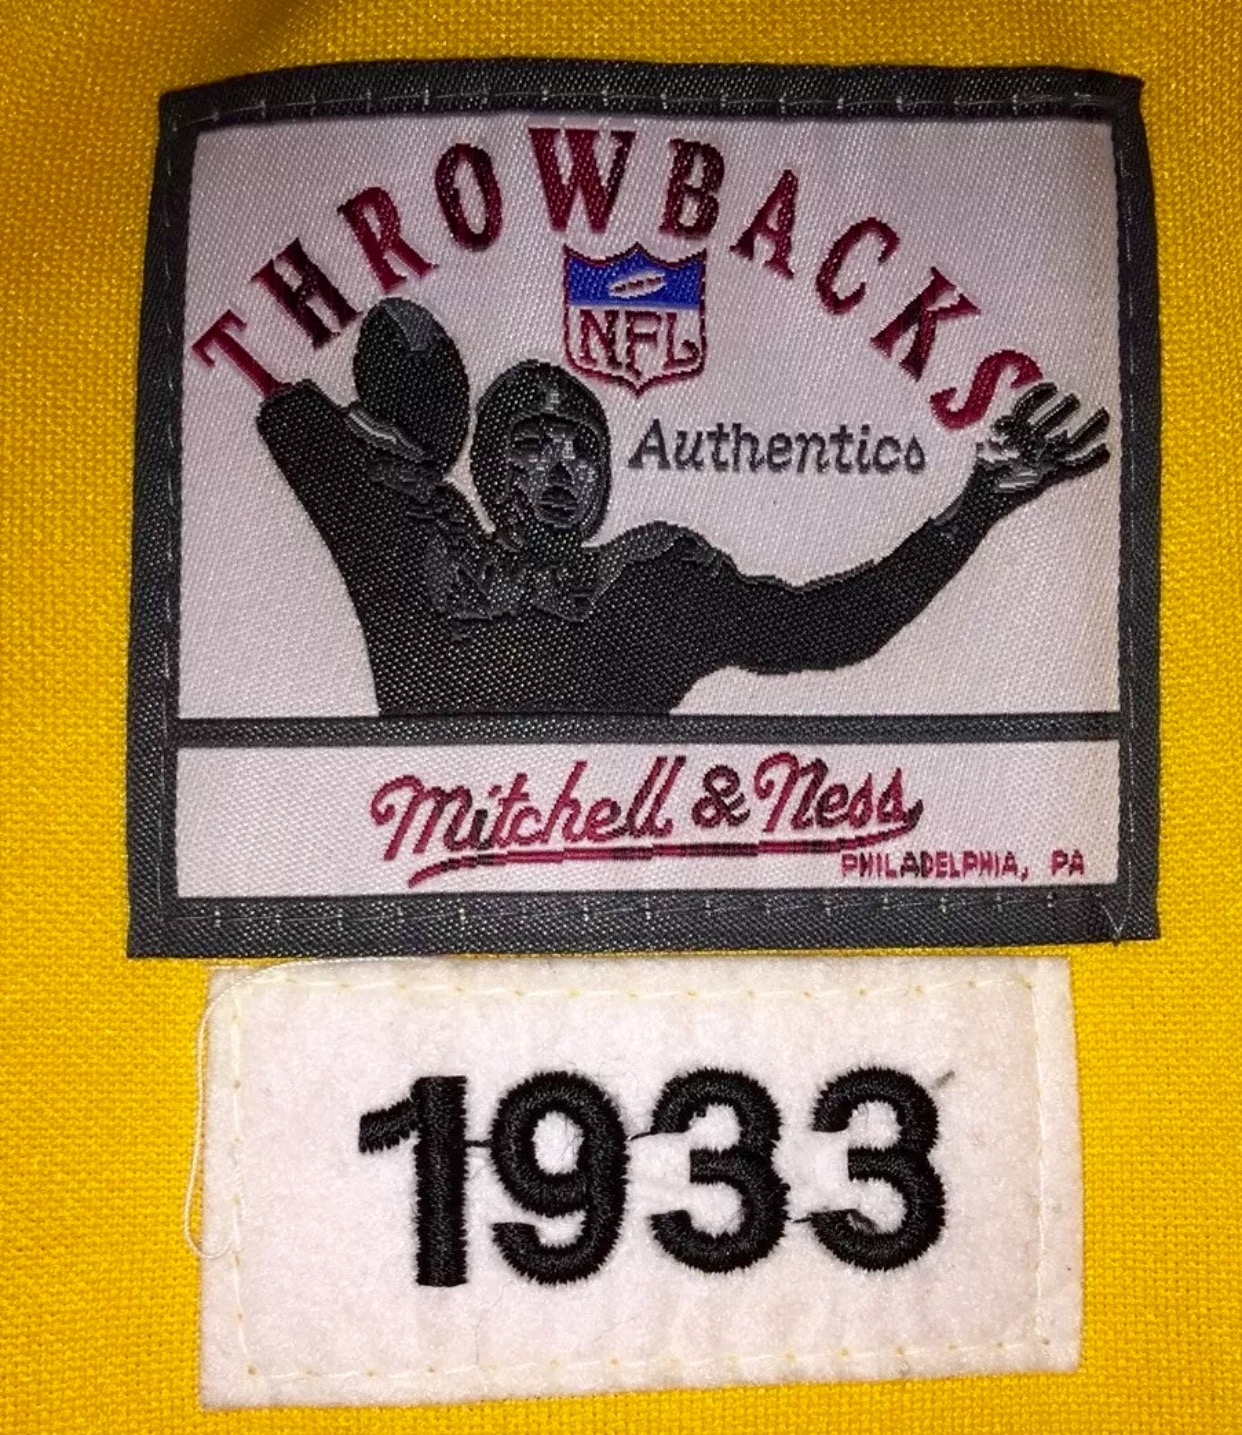 THROWBACKS
NFL
Authentics
Mitchell & Ness
PHILADELPHIA, PA
1933